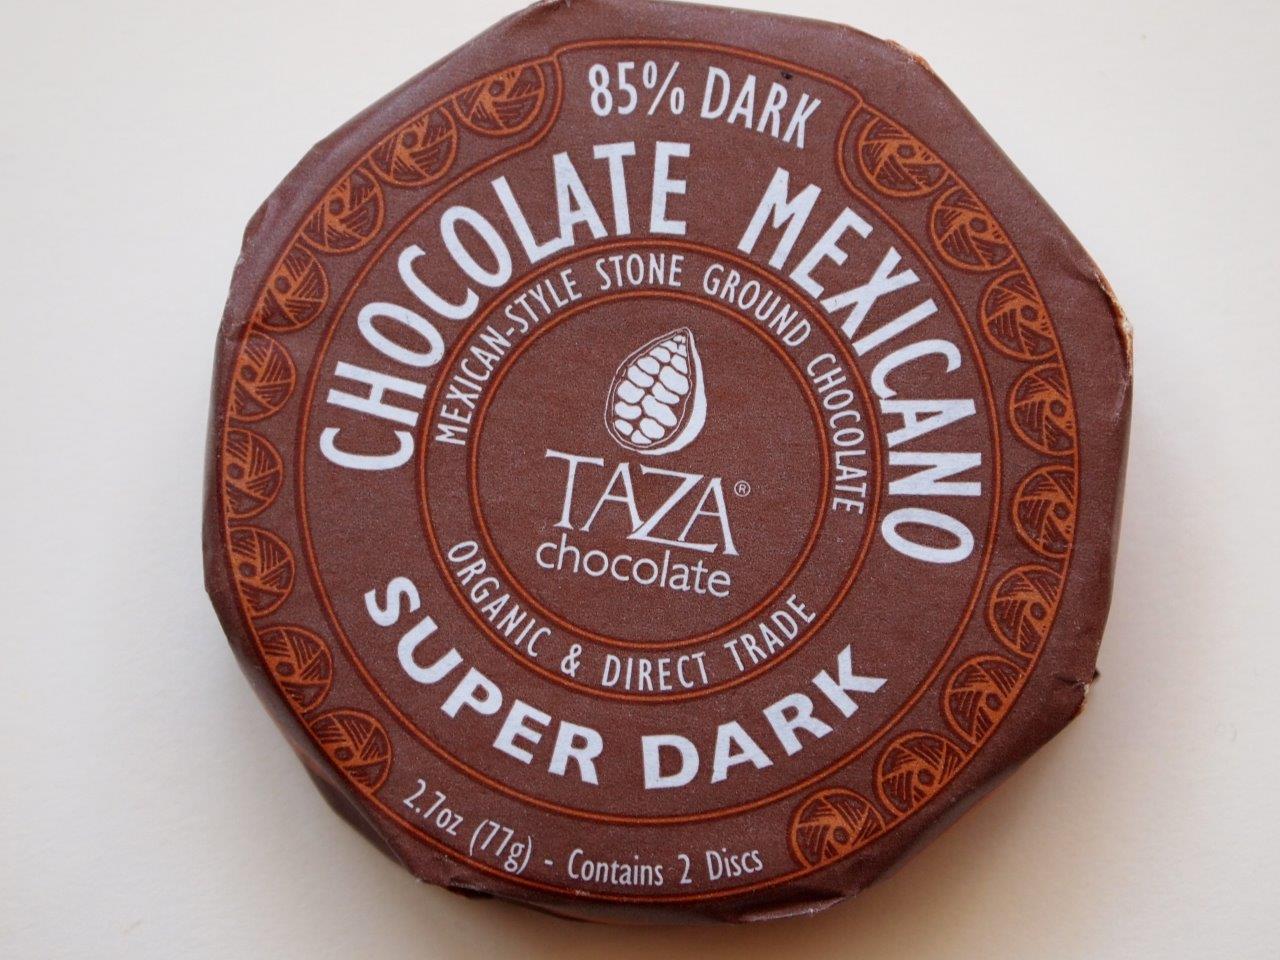 85% DARK
CHOCOLATE MEXICANO
MEXICAN-STYLE STONE GROUND CHOCOLATE
TAZA®
chocolate
ORGANIC & DIRECT TRADE
SUPER DARK
2.7oz (77g) - Contains 2 Discs